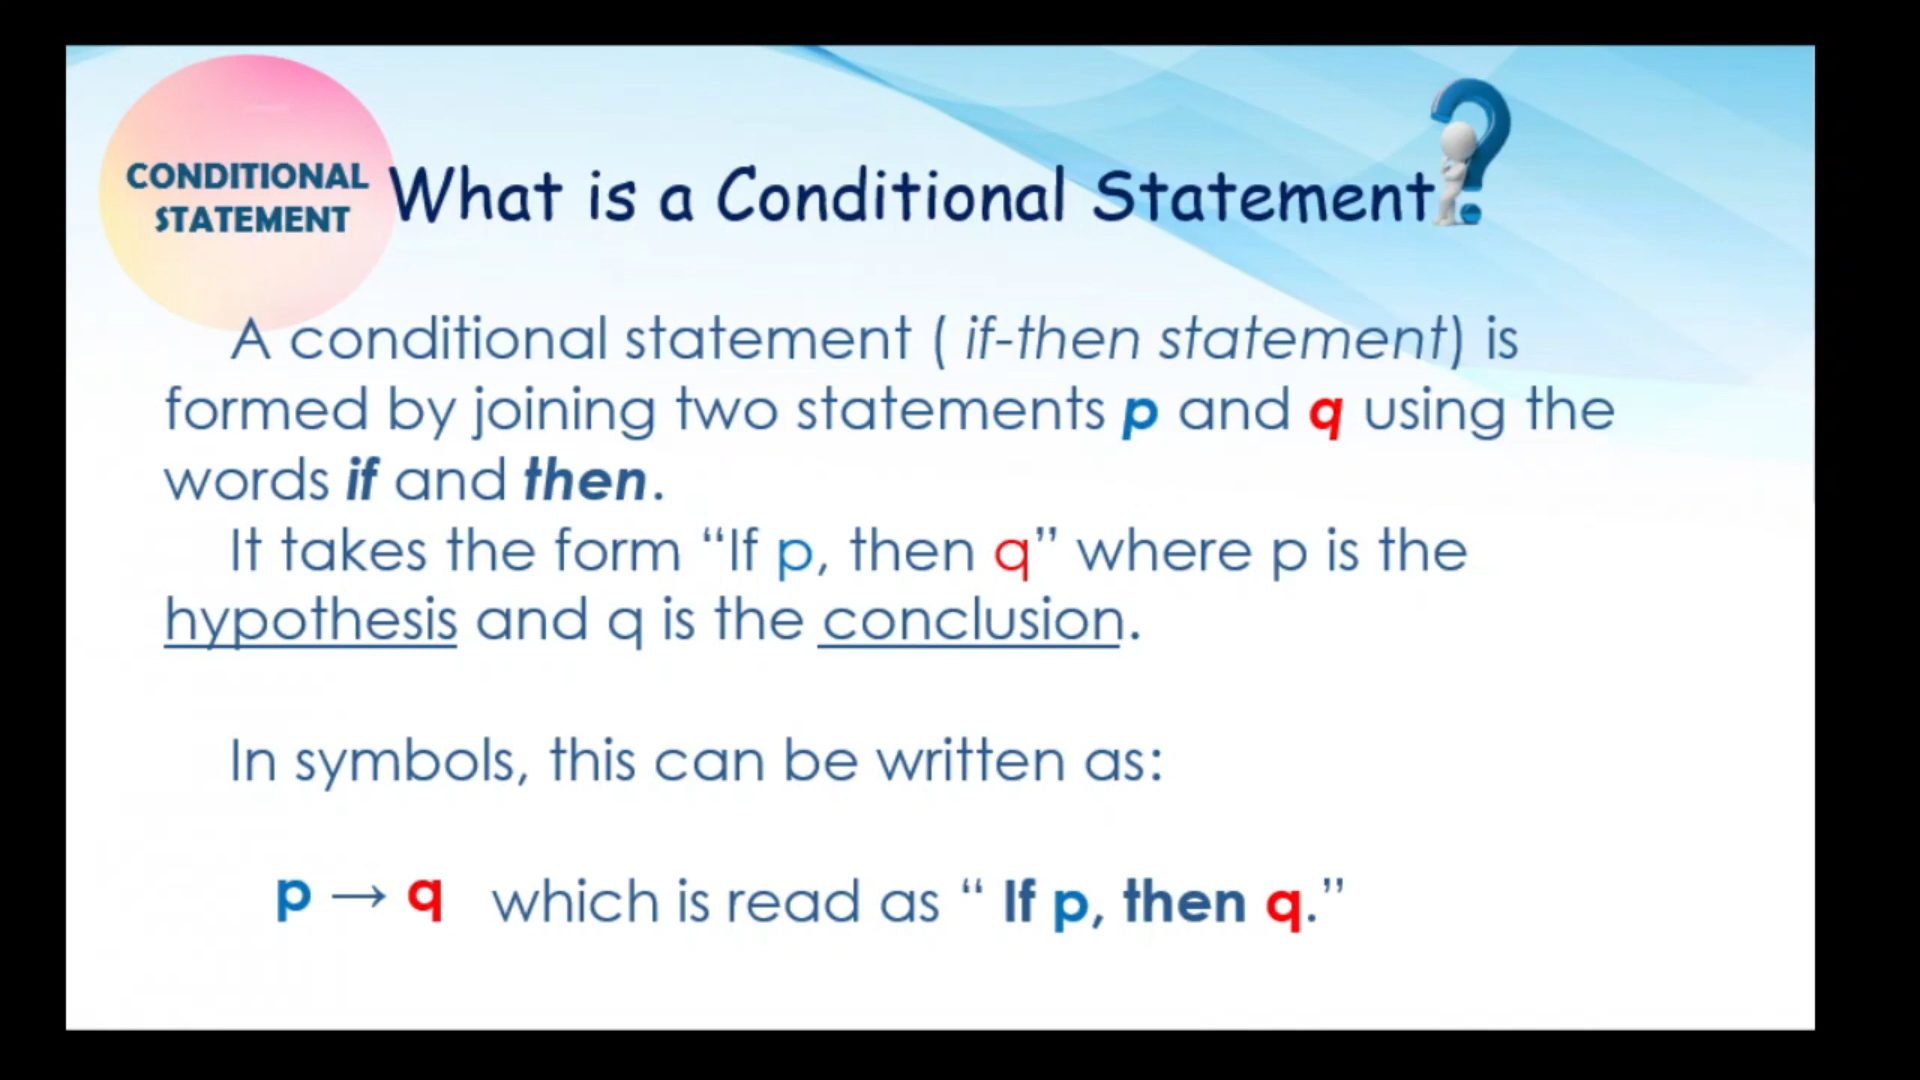 CONDITIONAL
STATEMENT
What is a Conditional Statement?
A conditional statement ( if-then statement) is
formed by joining two statements p and q using the
words if and then.
It takes the form “If p, then q” where p is the
hypothesis and q is the conclusion.
In symbols, this can be written as:
p → q which is read as “ If p, then q.”